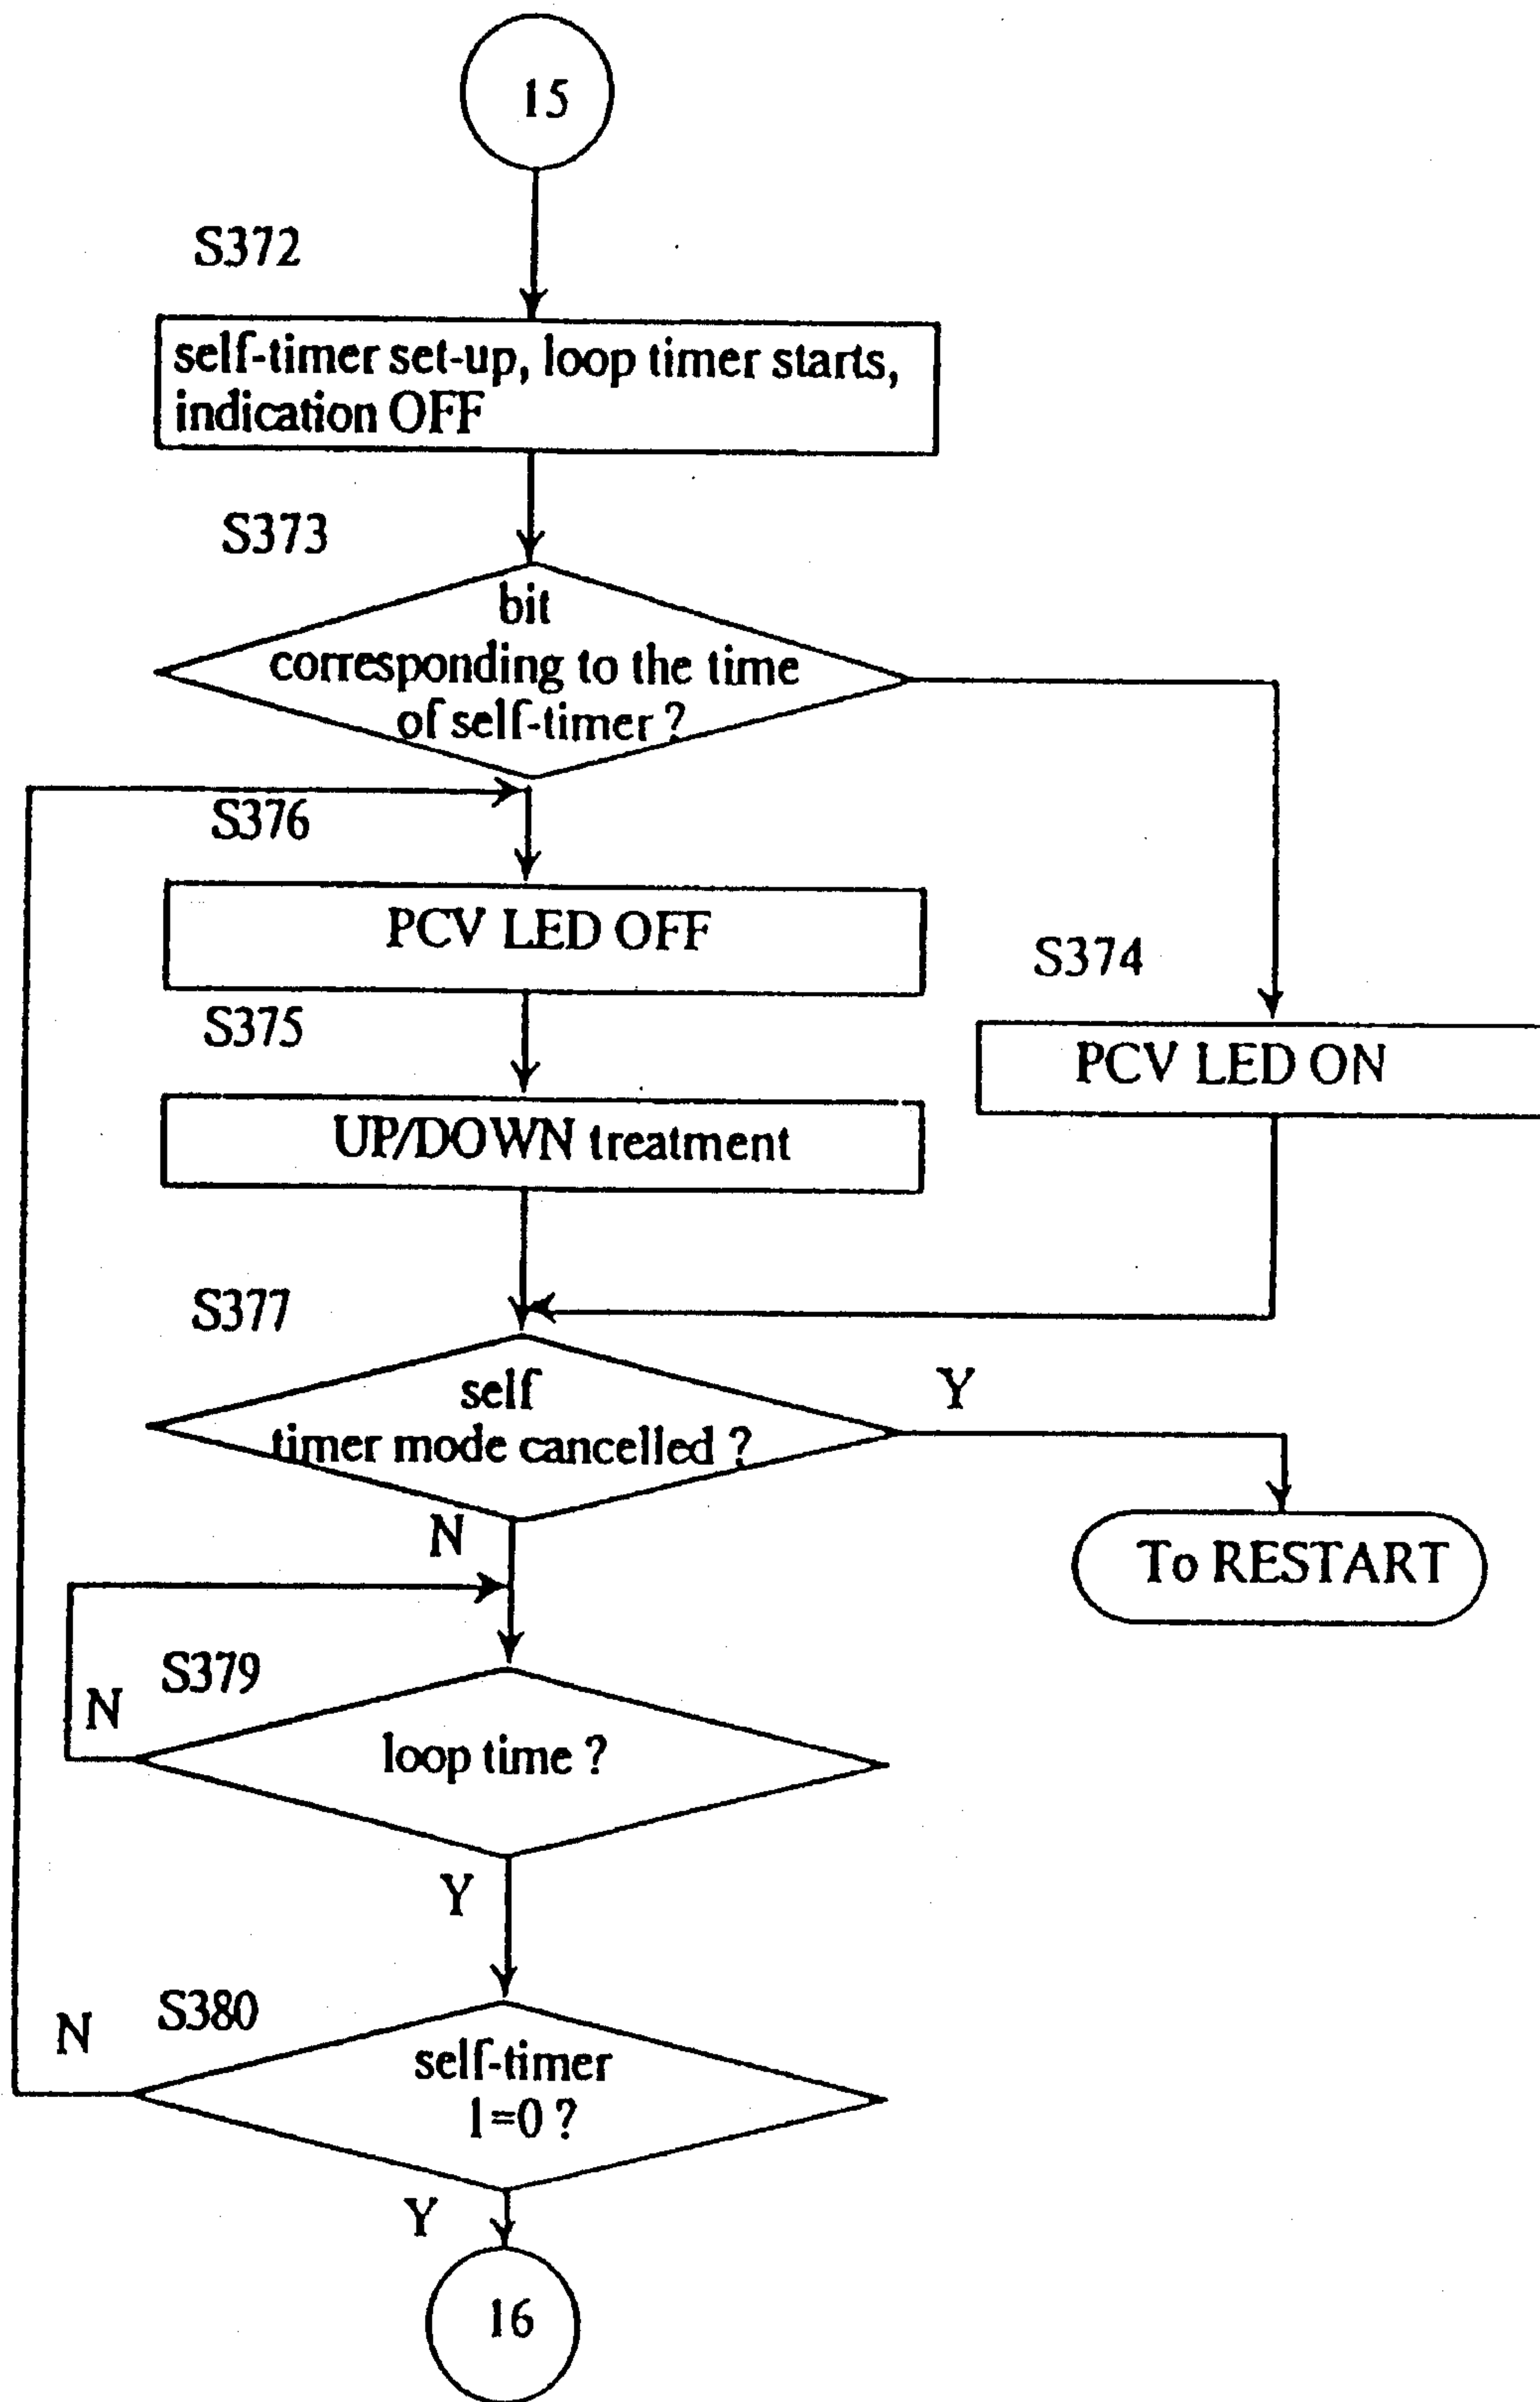 15
S372
self-timer set-up, loop timer starts,
indication OFF
S373
bit
corresponding to the time
of self-timer ?
S376
PCV LED OFF
S374
PCV LED ON
S375
UP/DOWN treatment
S377
self
timer mode cancelled ?
Y
N
To RESTART
S379
N
loop time ?
Y
S380
N
self-timer
1=0 ?
Y
16